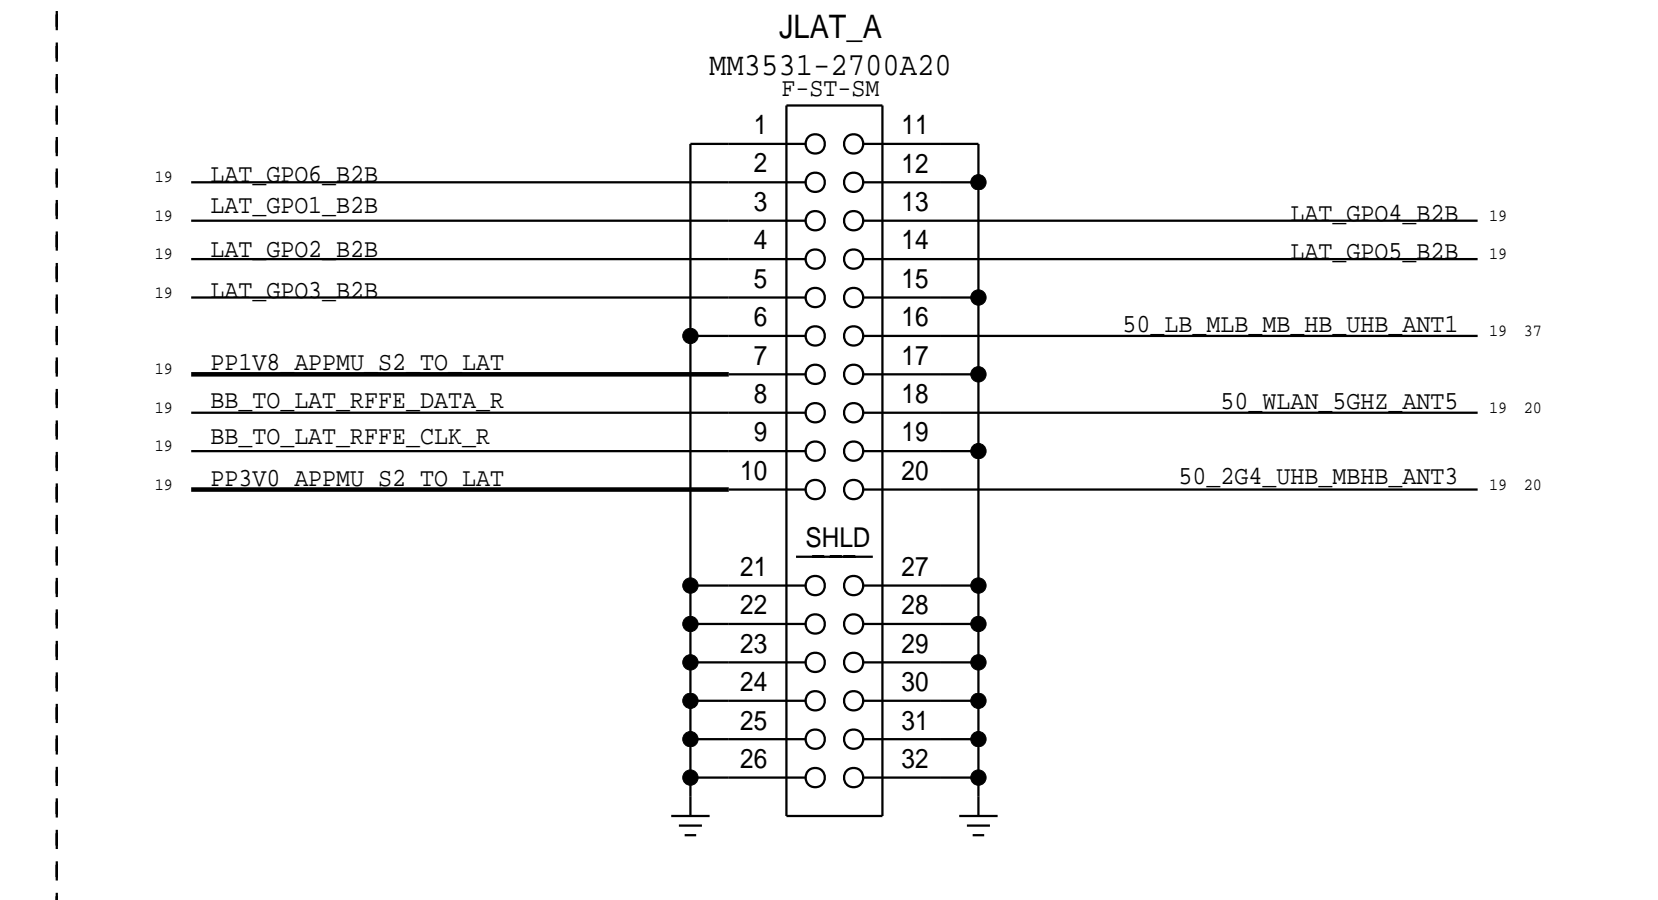 JLAT_A
MM3531-2700A20
F-ST-SM
1 11
2 12
19 LAT_GPO6_B2B
3 13
19 LAT_GPO1_B2B
LAT_GPO4_B2B 19
4 14
19 LAT_GPO2_B2B
LAT_GPO5_B2B 19
5 15
19 LAT_GPO3_B2B
6 16
50_LB_MLB_MB_HB_UHB_ANT1 19 37
7 17
19 PP1V8_APPMU_S2_TO_LAT
8 18
19 BB_TO_LAT_RFFE_DATA_R
50_WLAN_5GHZ_ANT5 19 20
9 19
19 BB_TO_LAT_RFFE_CLK_R
10 20
19 PP3V0_APPMU_S2_TO_LAT
50_2G4_UHB_MBHB_ANT3 19 20
SHLD
21 27
22 28
23 29
24 30
25 31
26 32